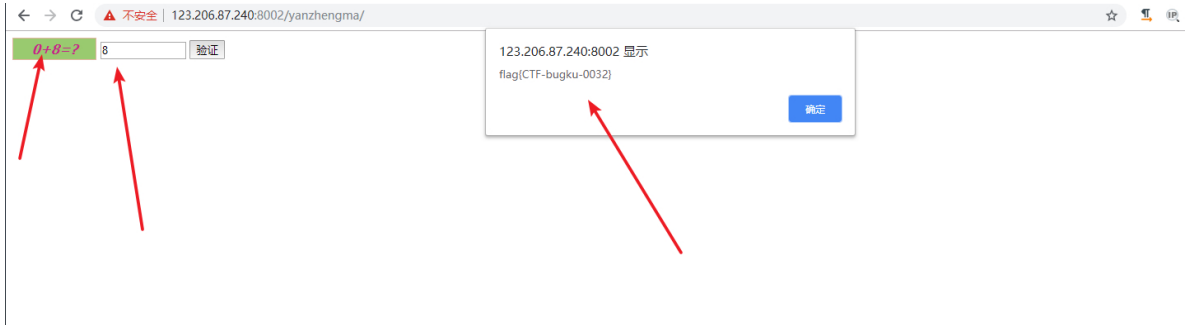 不安全 | 123.206.87.240:8002/yanzhengma/
0+8=? 8 验证
123.206.87.240:8002 显示
flag{CTF-bugku-0032}
确定
IP